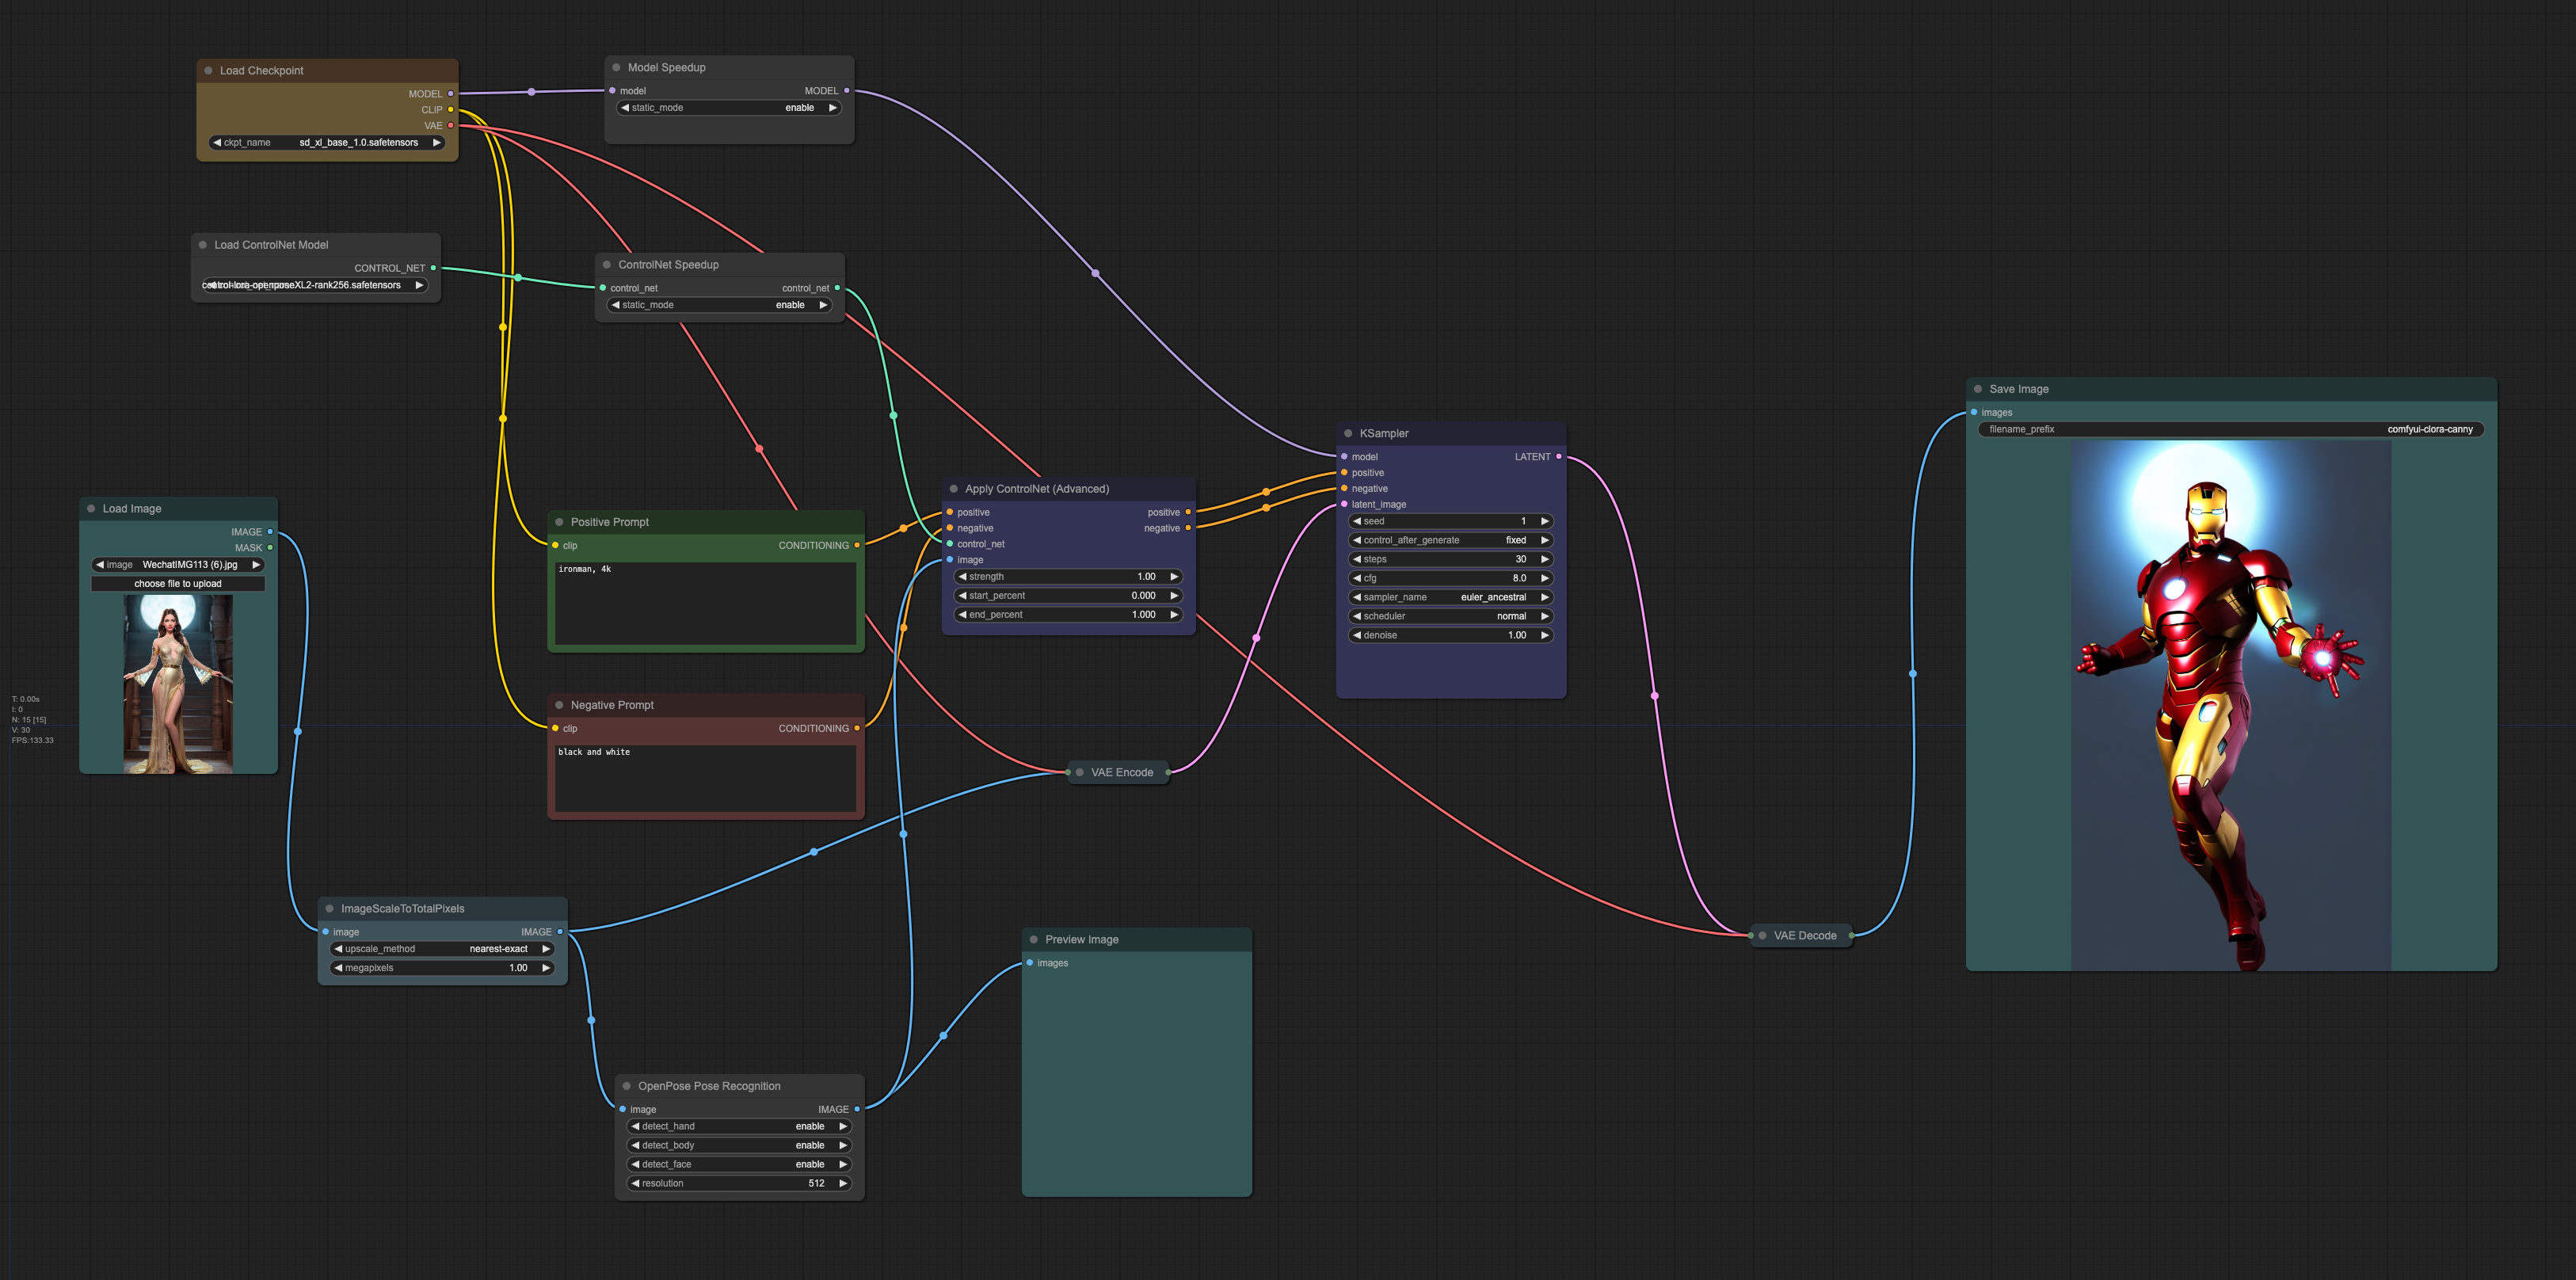 Load Checkpoint
MODEL
CLIP
VAE
ckpt_name sd_xl_base_1.0.safetensors
Model Speedup
model MODEL
static_mode enable
Load ControlNet Model
CONTROL_NET
control-lora-openposeXL2-rank256.safetensors
ControlNet Speedup
control_net control_net
static_mode enable
Load Image
IMAGE
MASK
image WechatIMG113 (6).jpg
choose file to upload
Positive Prompt
clip CONDITIONING
ironman, 4k
Negative Prompt
clip CONDITIONING
black and white
Apply ControlNet (Advanced)
positive positive
negative negative
control_net
image
strength 1.00
start_percent 0.000
end_percent 1.000
KSampler
model LATENT
positive
negative
latent_image
seed 1
control_after_generate fixed
steps 30
cfg 8.0
sampler_name euler_ancestral
scheduler normal
denoise 1.00
Save Image
images
filename_prefix comfyui-clora-canny
T: 0.00s
I: 0
N: 15 [15]
V: 30
FPS:133.33
VAE Encode
ImageScaleToTotalPixels
image IMAGE
upscale_method nearest-exact
megapixels 1.00
Preview Image
images
VAE Decode
OpenPose Pose Recognition
image IMAGE
detect_hand enable
detect_body enable
detect_face enable
resolution 512